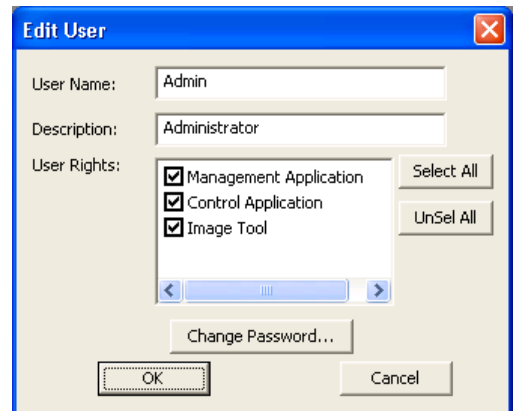 Edit User
User Name: Admin
Description: Administrator
User Rights: Management Application Select All
Control Application
Image Tool UnSel All
Change Password...
OK Cancel